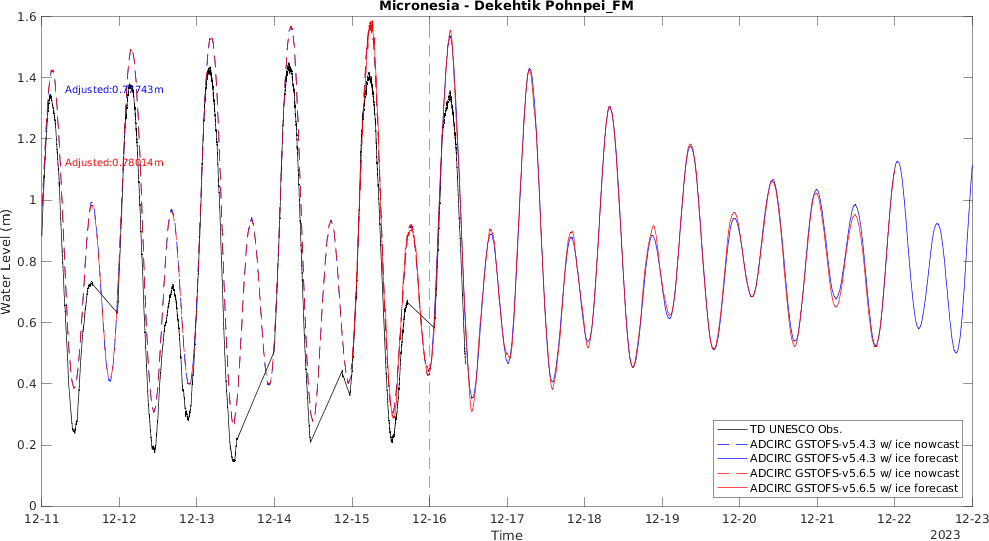 Micronesia - Dekehtik Pohnpei_FM
1.6
1.4
1.2
1
0.8
0.6
0.4
0.2
0
Water Level (m)
Adjusted:0.78014m
TD UNESCO Obs.
ADCIRC GSTOFS-v5.4.3 w/ ice nowcast
ADCIRC GSTOFS-v5.4.3 w/ ice forecast
ADCIRC GSTOFS-v5.6.5 w/ ice nowcast
ADCIRC GSTOFS-v5.6.5 w/ ice forecast
12-11 12-12 12-13 12-14 12-15 12-16 12-17 12-18 12-19 12-20 12-21 12-22 12-23
Time
2023